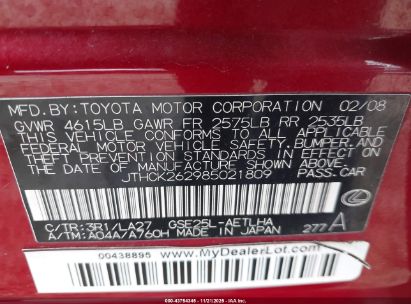 MFD. BY: TOYOTA MOTOR CORPORATION 02/08
GVWR 4615LB GAWR FR 2575LB RR 2535LB
THIS VEHICLE CONFORMS TO ALL APPLICABLE
FEDERAL MOTOR VEHICLE SAFETY, BUMPER, AND
THEFT PREVENTION STANDARDS IN EFFECT ON
THE DATE OF MANUFACTURE SHOWN ABOVE.
JTHCK262985021809 PASS.CAR
C/TR: 3R1/LA27 GSE25L-AETLHA
A/TM: A04A/A760H MADE IN JAPAN 277 A
00438895 www.MyDealerLot.com